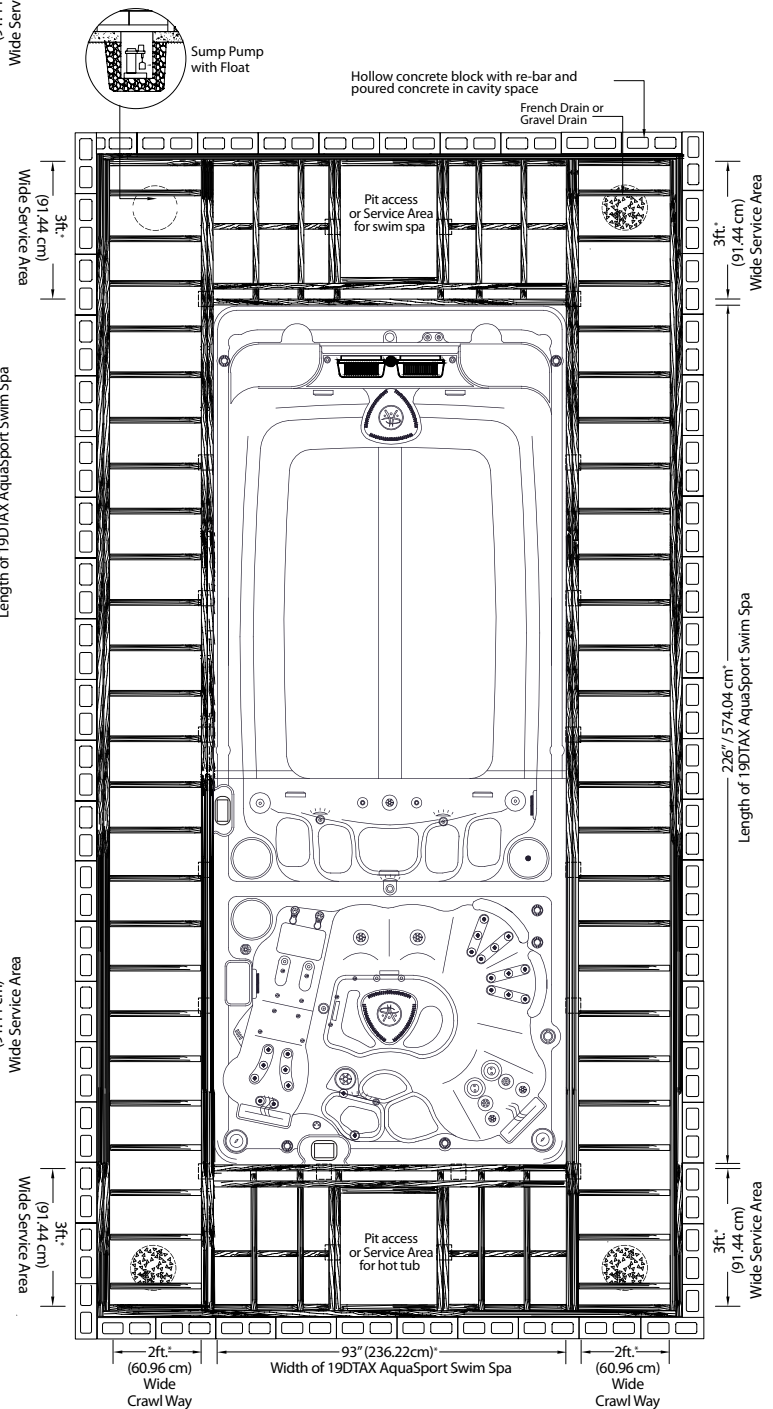 Wide Serv
Sump Pump
with Float
Hollow concrete block with re-bar and
poured concrete in cavity space
French Drain or
Gravel Drain
3ft.*
(91.44 cm)
Wide Service Area
Pit access
or Service Area
for swim spa
3ft.*
(91.44 cm)
Wide Service Area
Length of 19DTAX AquaSport Swim Spa
226" / 574.04 cm*
Length of 19DTAX AquaSport Swim Spa
Wide Service Area
3ft.*
(91.44 cm)
Wide Service Area
Pit access
or Service Area
for hot tub
3ft.*
(91.44 cm)
Wide Service Area
2ft.*
(60.96 cm)
Wide
Crawl Way
93" (236.22cm)*
Width of 19DTAX AquaSport Swim Spa
2ft.*
(60.96 cm)
Wide
Crawl Way